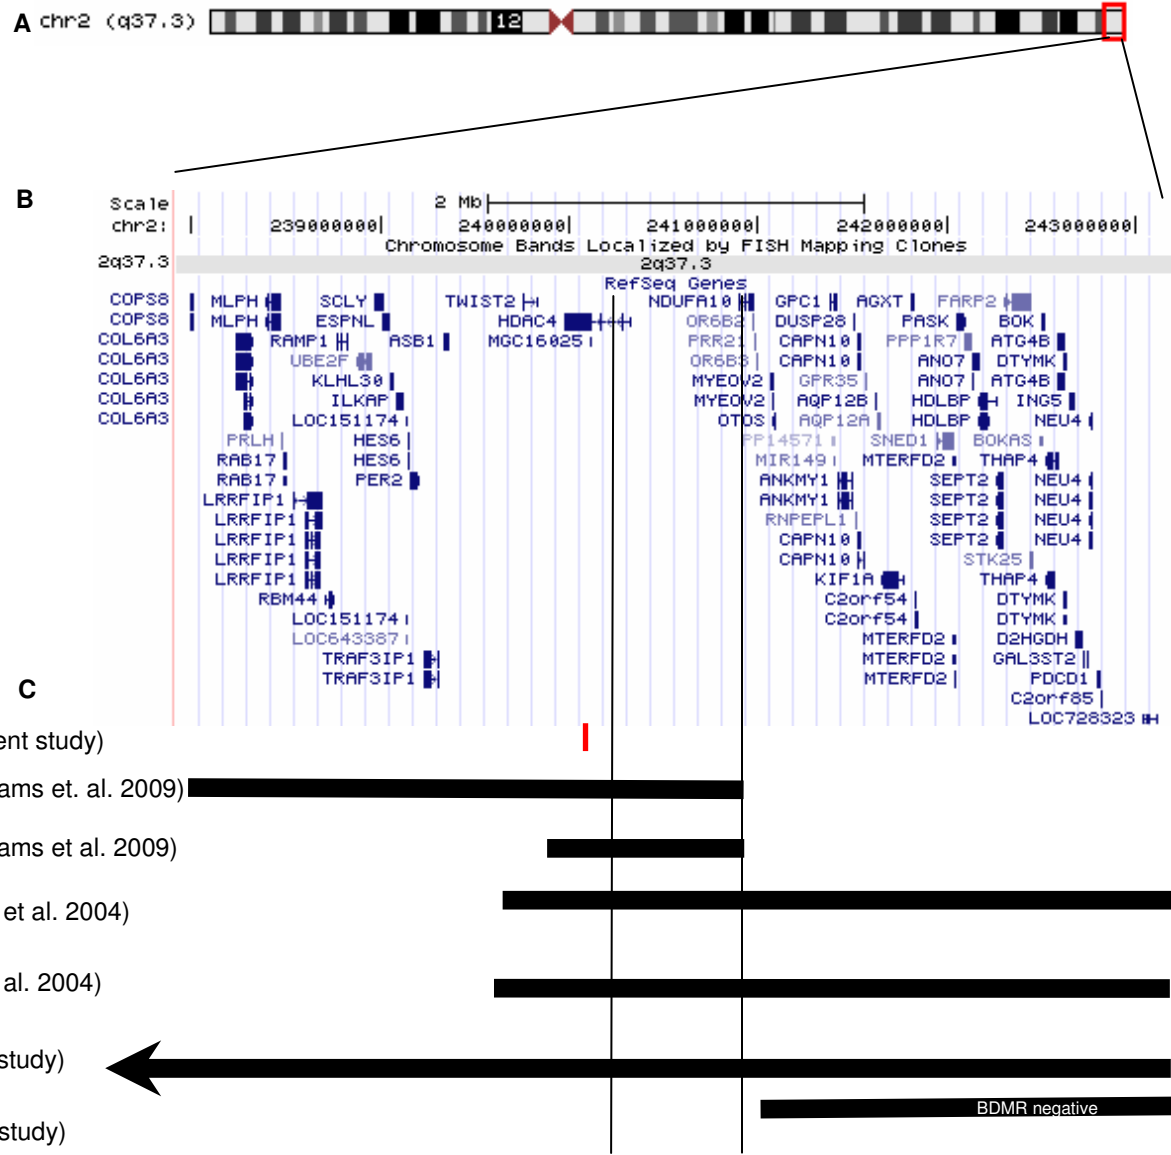 A chr2 (q37.3) 12
B
Scale 2 Mb
chr2: 239000000 240000000 241000000 242000000 243000000
Chromosome Bands Localized by FISH Mapping Clones
2q37.3 2q37.3
RefSeq Genes
COPS8 MLPH SCLY TWIST2 NDUFA10 GPC1 AGXT FARP2
COPS8 MLPH ESPNL HDAC4 OR6B2 DUSP28 PASK BOK
COL6A3 RAMP1 ASB1 MGC16025 PRR21 CAPN10 PPP1R7 ATG4B
COL6A3 UBE2F OR6B3 CAPN10 ANO7 DTYMK
COL6A3 KLHL30 MYEOV2 GPR35 ANO7 ATG4B
COL6A3 ILKAP MYEOV2 AQP12B HDLBP ING5
COL6A3 LOC151174 OTOS AQP12A HDLBP NEU4
PRLH HES6 PP14571 SNED1 BOKAS
RAB17 HES6 MIR149 MTERFD2 THAP4
RAB17 PER2 ANKMY1 SEPT2 NEU4
LRRFIP1 ANKMY1 SEPT2 NEU4
LRRFIP1 RNPEPL1 SEPT2 NEU4
LRRFIP1 CAPN10 SEPT2 NEU4
LRRFIP1 CAPN10 STK25
LRRFIP1 KIF1A THAP4
RBM44 C2orf54 DTYMK
LOC151174 C2orf54 DTYMK
LOC643387 MTERFD2 D2HGDH
TRAF3IP1 MTERFD2 GAL3ST2
TRAF3IP1 MTERFD2 PDCD1
C
C2orf85
LOC728323
ent study)
ams et. al. 2009)
ams et al. 2009)
et al. 2004)
al. 2004)
study)
BDMR negative
study)